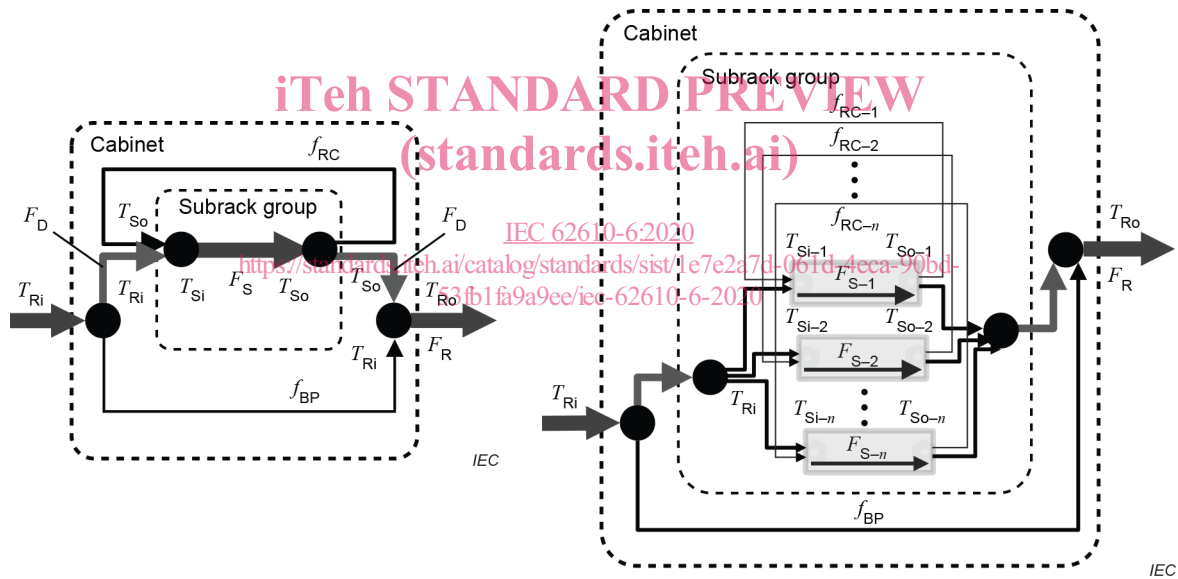 iTeh STANDARD PREVIEW
(standards.iteh.ai)
IEC 62610-6:2020
https://standards.iteh.ai/catalog/standards/sist/1e7e2a7d-061d-4eca-90bd-
53fb1fa9a9ee/iec-62610-6-2020
Cabinet
fRC
Subrack group
FD
TSo
FD
TRi
TRi
TSi
FS
TSo
TSo
TRo
FR
TRi
fBP
IEC
Cabinet
Subrack group
fRC–1
fRC–2
fRC–n
TSi–1
TSo–1
FS–1
TSi–2
TSo–2
FS–2
TSi–n
TSo–n
FS–n
TRi
TRi
TRo
FR
fBP
IEC